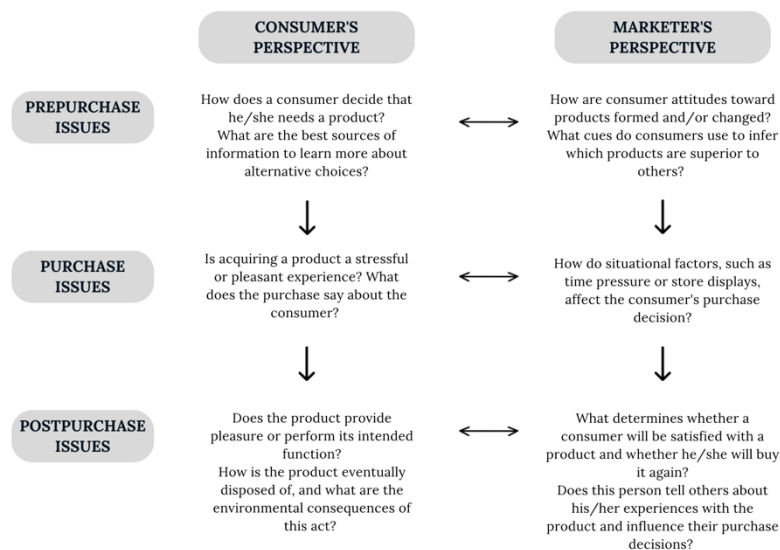 CONSUMER'S
PERSPECTIVE
MARKETER'S
PERSPECTIVE
PREPURCHASE
ISSUES
How does a consumer decide that
he/she needs a product?
What are the best sources of
information to learn more about
alternative choices?
How are consumer attitudes toward
products formed and/or changed?
What cues do consumers use to infer
which products are superior to
others?
PURCHASE
ISSUES
Is acquiring a product a stressful
or pleasant experience? What
does the purchase say about the
consumer?
How do situational factors, such as
time pressure or store displays,
affect the consumer's purchase
decision?
POSTPURCHASE
ISSUES
Does the product provide
pleasure or perform its intended
function?
How is the product eventually
disposed of, and what are the
environmental consequences of
this act?
What determines whether a
consumer will be satisfied with a
product and whether he/she will buy
it again?
Does this person tell others about
his/her experiences with the
product and influence their purchase
decisions?